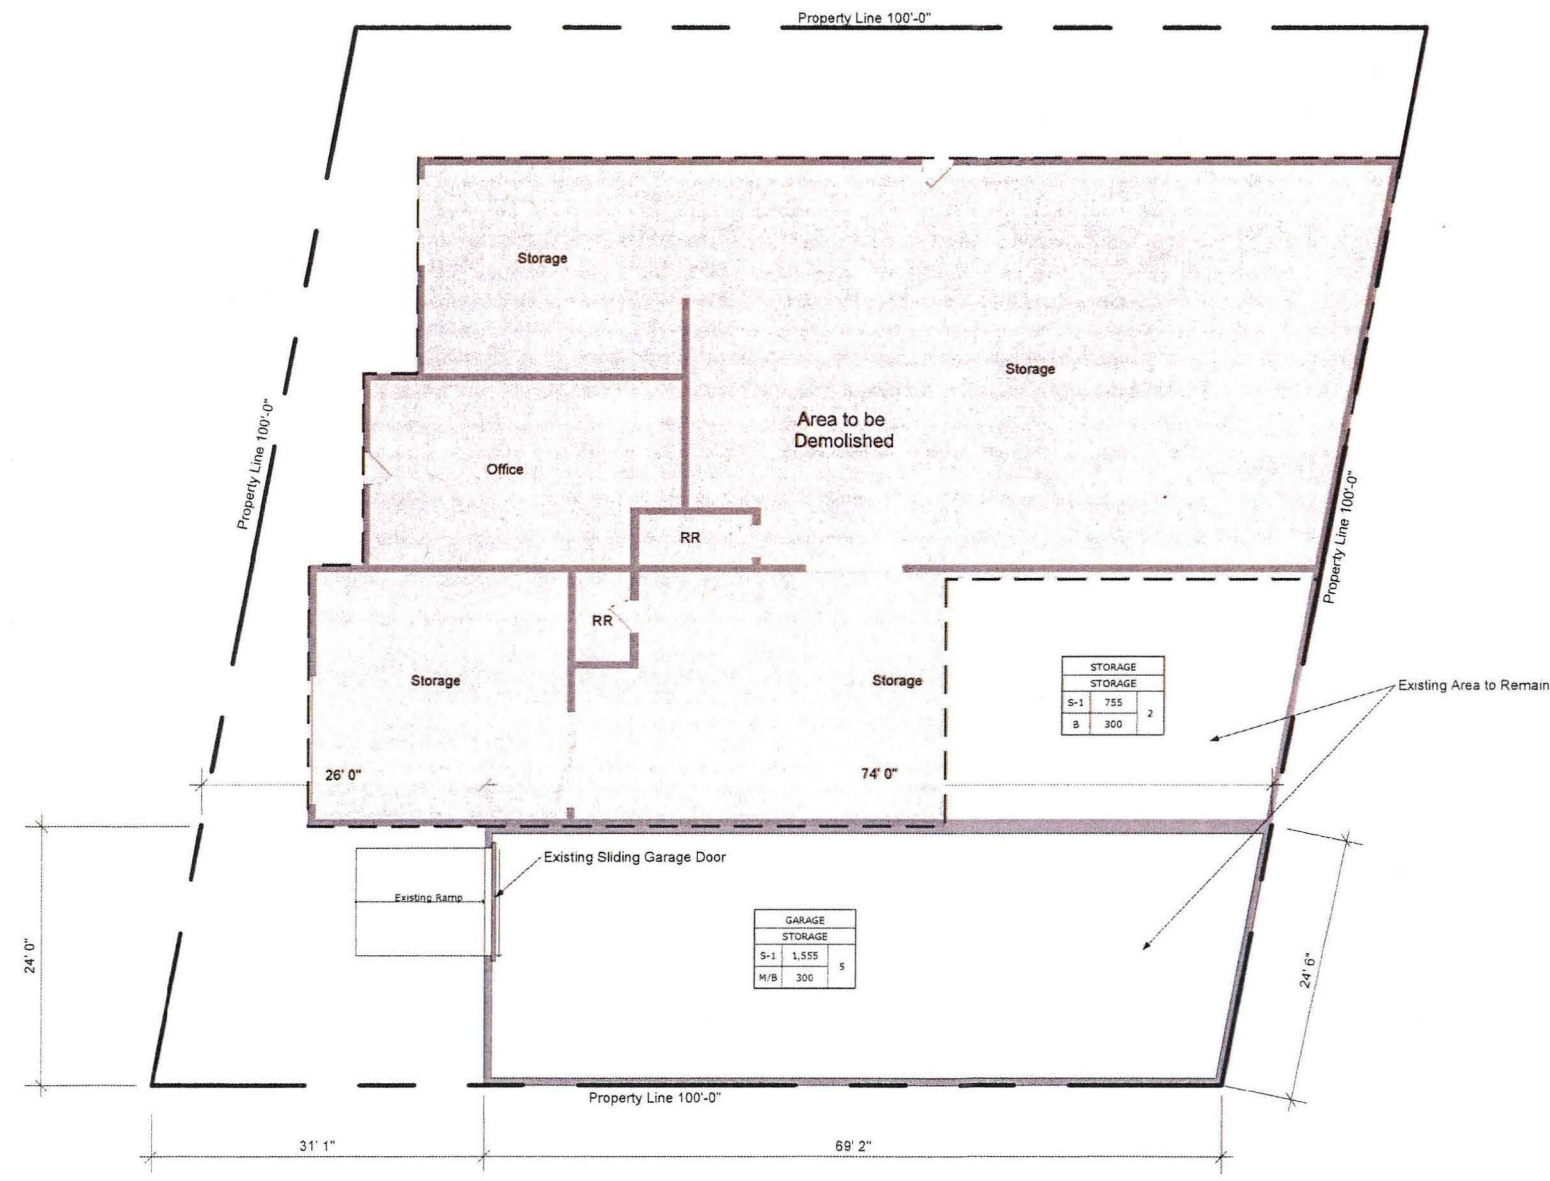 Property Line 100'-0"
Storage
Storage
Area to be
Demolished
Property Line 100'-0"
Office
Property Line 100'-0"
RR
RR
STORAGE
STORAGE
S-1 755
2
B 300
Storage
Storage
Existing Area to Remain
26' 0"
74' 0"
Existing Sliding Garage Door
Existing Ramp
GARAGE
STORAGE
S-1 1,555
5
M/B 300
24' 0"
24' 6"
Property Line 100'-0"
31' 1"
69' 2"